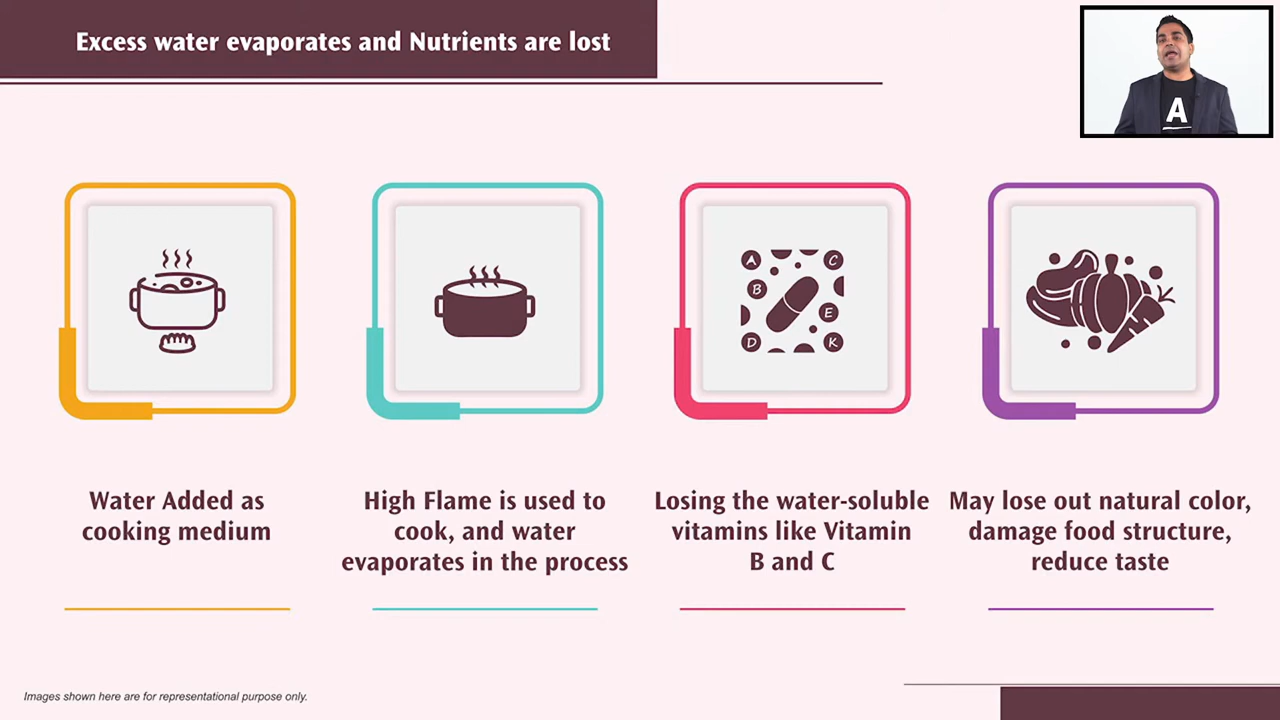 Excess water evaporates and Nutrients are lost
A
A
C
B
E
D
K
Water Added as
cooking medium
High Flame is used to
cook, and water
evaporates in the process
Losing the water-soluble
vitamins like Vitamin
B and C
May lose out natural color,
damage food structure,
reduce taste
Images shown here are for representational purpose only.